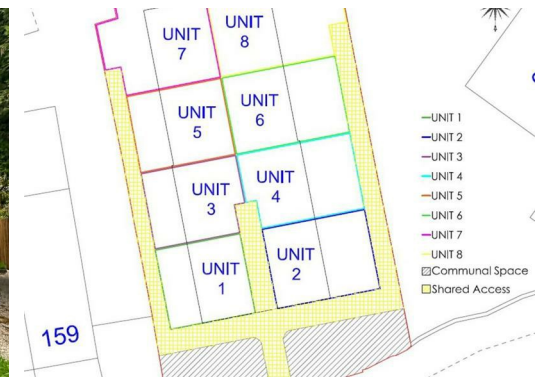 UNIT
7
UNIT
8
UNIT
5
UNIT
6
UNIT
3
UNIT
4
UNIT
1
UNIT
2
159
UNIT 1
UNIT 2
UNIT 3
UNIT 4
UNIT 5
UNIT 6
UNIT 7
UNIT 8
Communal Space
Shared Access